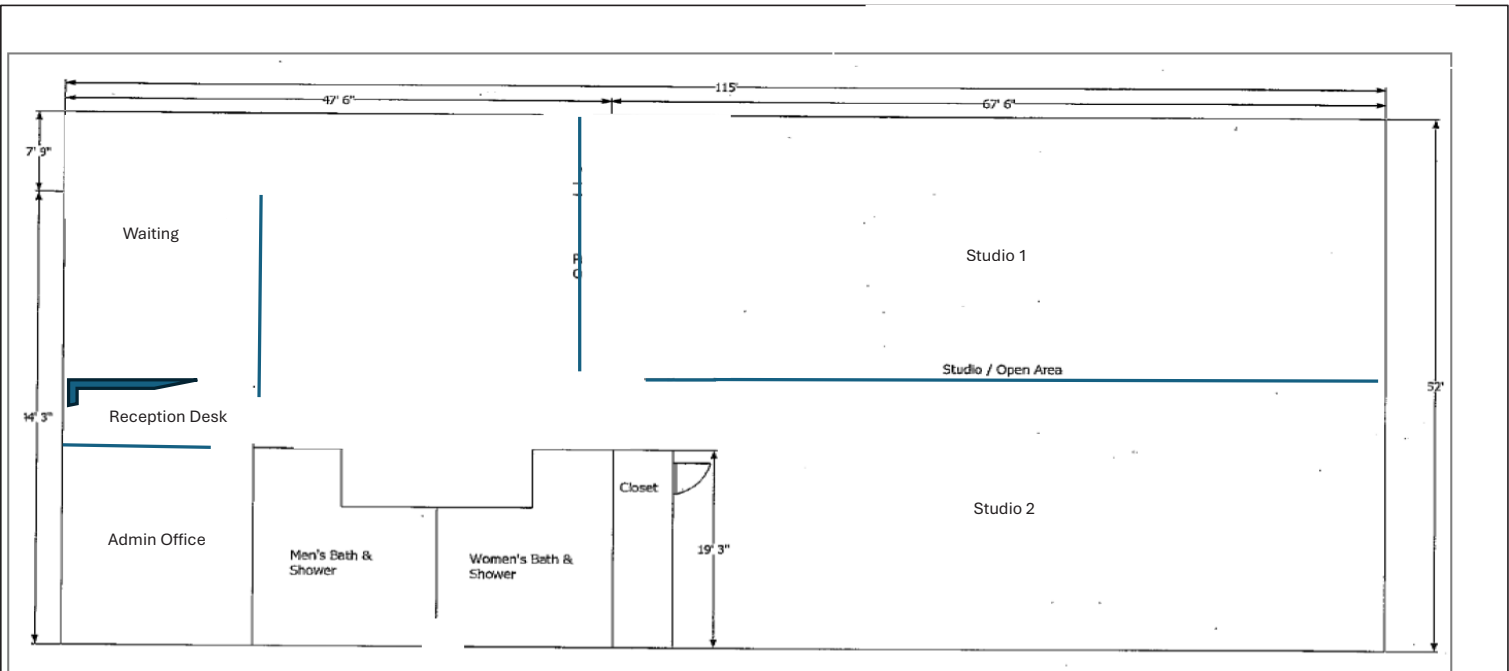 115'
47' 6"
67' 6"
7' 9"
Waiting
Studio 1
Studio / Open Area
52'
4' 3"
Reception Desk
Closet
Studio 2
Admin Office
Men's Bath &
Shower
Women's Bath &
Shower
19' 3"